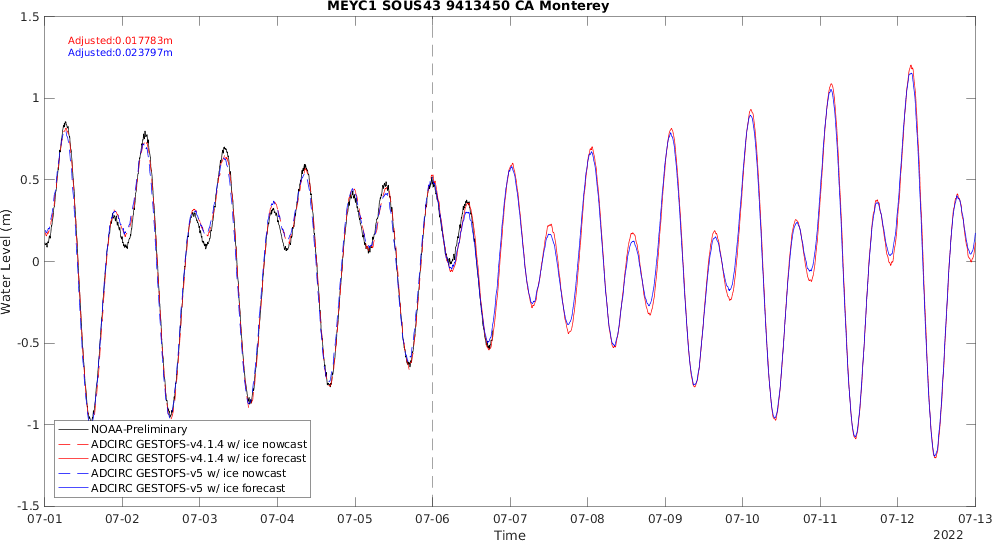 MEYC1 SOUS43 9413450 CA Monterey
1.5
Adjusted:0.017783m
Adjusted:0.023797m
1
0.5
0
-0.5
-1
-1.5
Water Level (m)
NOAA-Preliminary
ADCIRC GESTOFS-v4.1.4 w/ ice nowcast
ADCIRC GESTOFS-v4.1.4 w/ ice forecast
ADCIRC GESTOFS-v5 w/ ice nowcast
ADCIRC GESTOFS-v5 w/ ice forecast
07-01 07-02 07-03 07-04 07-05 07-06 07-07 07-08 07-09 07-10 07-11 07-12 07-13
Time
2022